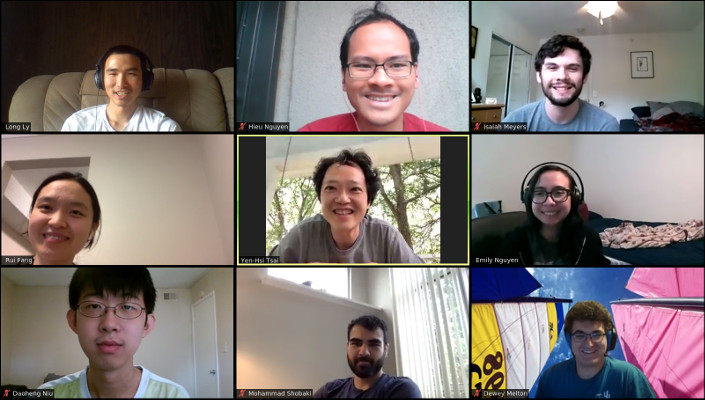 Long Ly
Hieu Nguyen
Isaiah Meyers
Rui Fang
Yen-Hsi Tsai
Emily Nguyen
Daoheng Niu
Mohammad Shobaki
Dewey Melton